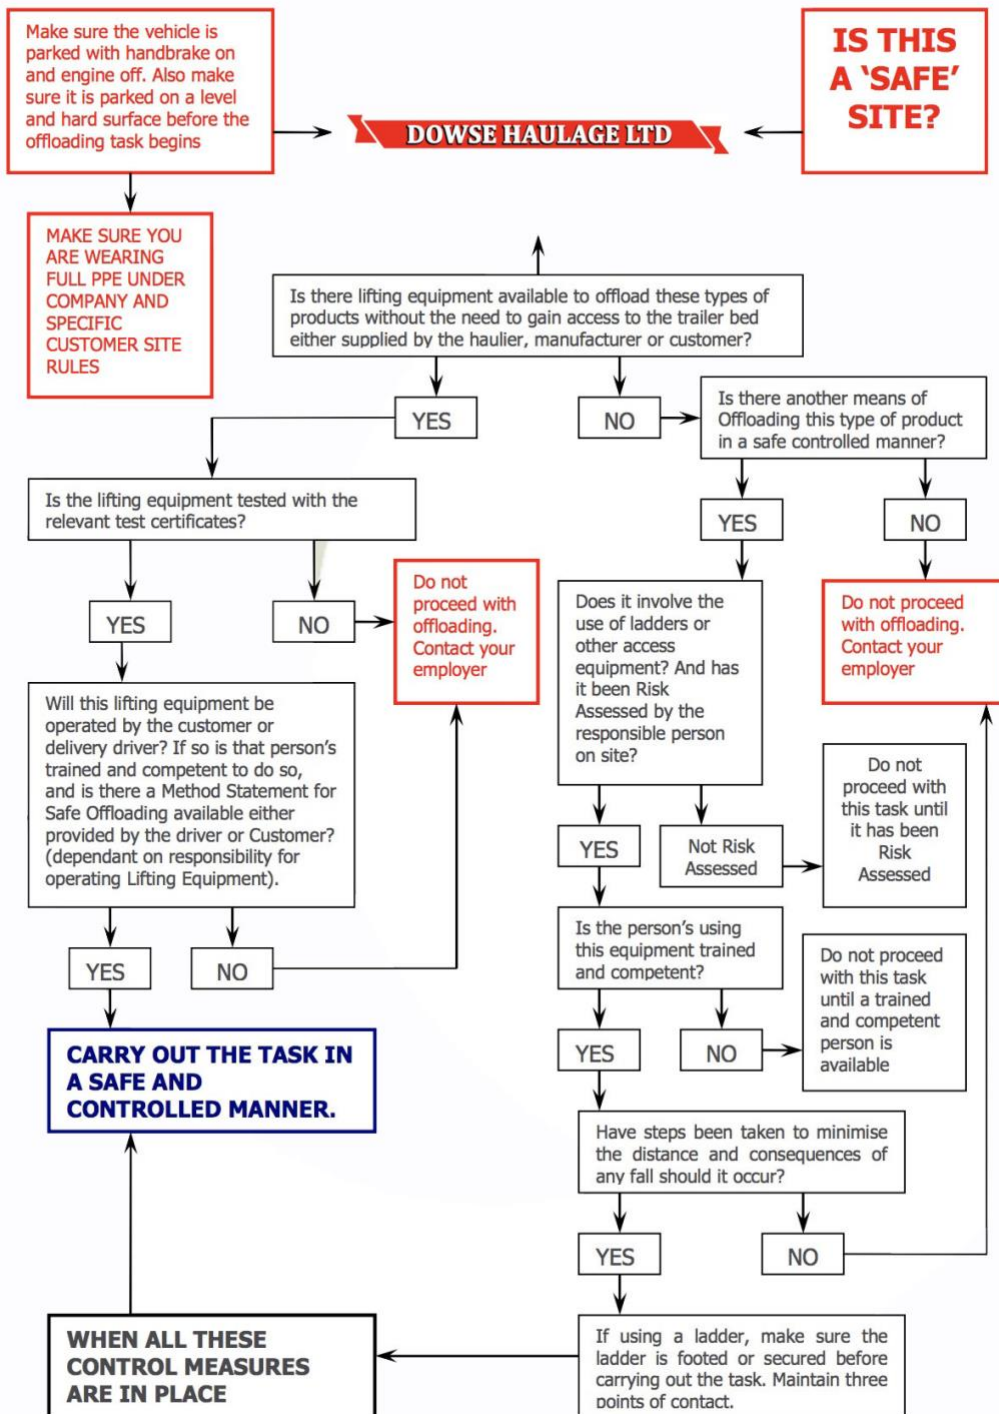 Make sure the vehicle is
parked with handbrake on
and engine off. Also make
sure it is parked on a level
and hard surface before the
offloading task begins
DOWSE HAULAGE LTD
IS THIS
A ‘SAFE’
SITE?
MAKE SURE YOU
ARE WEARING
FULL PPE UNDER
COMPANY AND
SPECIFIC
CUSTOMER SITE
RULES
Is there lifting equipment available to offload these types of
products without the need to gain access to the trailer bed
either supplied by the haulier, manufacturer or customer?
YES
NO
Is there another means of
Offloading this type of product
in a safe controlled manner?
Is the lifting equipment tested with the
relevant test certificates?
YES
NO
YES
NO
Do not
proceed with
offloading.
Contact your
employer
Does it involve the
use of ladders or
other access
equipment? And has
it been Risk
Assessed by the
responsible person
on site?
Do not proceed
with offloading.
Contact your
employer
Will this lifting equipment be
operated by the customer or
delivery driver? If so is that person’s
trained and competent to do so,
and is there a Method Statement for
Safe Offloading available either
provided by the driver or Customer?
(dependant on responsibility for
operating Lifting Equipment).
YES
Not Risk
Assessed
Do not
proceed with
this task until
it has been
Risk
Assessed
YES
NO
Is the person’s using
this equipment trained
and competent?
Do not proceed
with this task
until a trained
and competent
person is
available
CARRY OUT THE TASK IN
A SAFE AND
CONTROLLED MANNER.
YES
NO
Have steps been taken to minimise
the distance and consequences of
any fall should it occur?
YES
NO
WHEN ALL THESE
CONTROL MEASURES
ARE IN PLACE
If using a ladder, make sure the
ladder is footed or secured before
carrying out the task. Maintain three
points of contact.